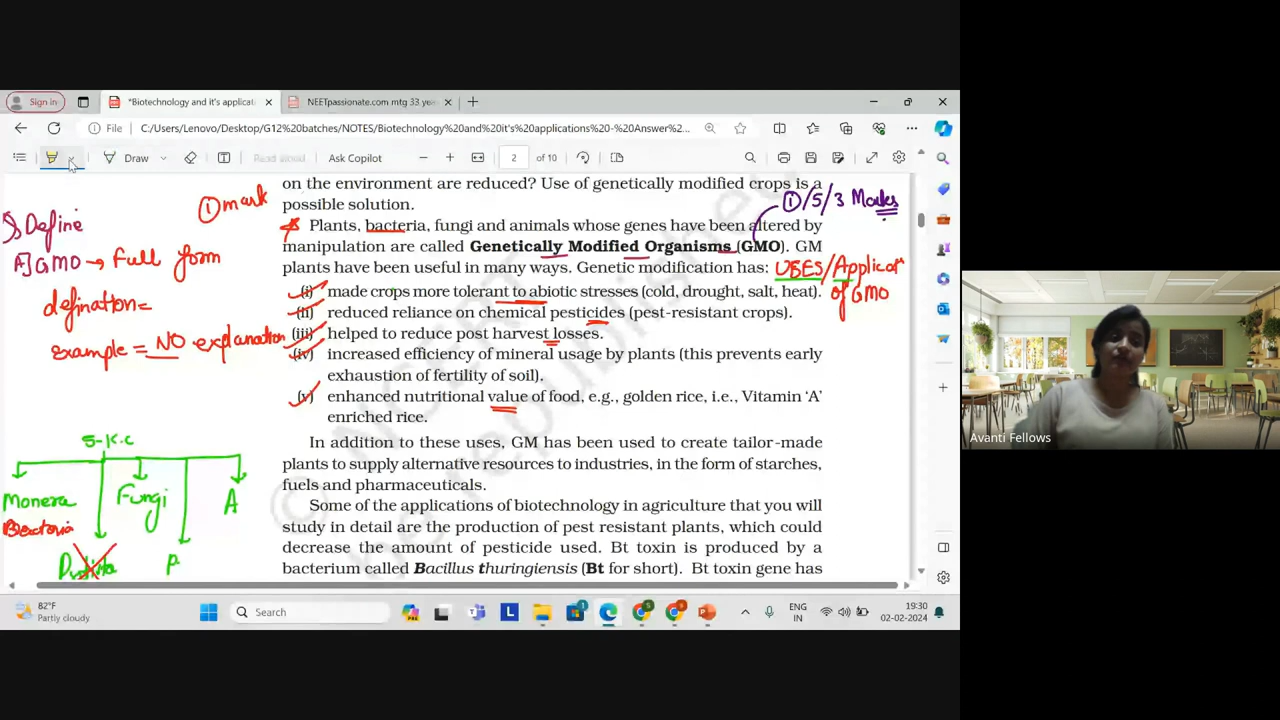 Sign in
*Biotechnology and it's applicati
NEETpassionate.com mtg 33 ye
File
C:/Users/Lenovo/Desktop/G12%20batches/NOTES/Biotechnology%20and%20it's%20applications%20-%20Answer%2...
Draw
Read aloud
Ask Copilot
2
of 10
on the environment are reduced? Use of genetically modified crops is a
possible solution.
① mark
①/5/3 Marks
Define
Plants, bacteria, fungi and animals whose genes have been altered by
manipulation are called Genetically Modified Organisms (GMO). GM
plants have been useful in many ways. Genetic modification has:
USES/Applicat
of GMO
A] GMO → Full form
defination=
example = NO explanation
(i) made crops more tolerant to abiotic stresses (cold, drought, salt, heat).
(ii) reduced reliance on chemical pesticides (pest-resistant crops).
(iii) helped to reduce post harvest losses.
(iv) increased efficiency of mineral usage by plants (this prevents early
exhaustion of fertility of soil).
(v) enhanced nutritional value of food, e.g., golden rice, i.e., Vitamin ‘A’
enriched rice.
5-K.C
Monera
Bacteria
Fungi
A
P
In addition to these uses, GM has been used to create tailor-made
plants to supply alternative resources to industries, in the form of starches,
fuels and pharmaceuticals.
Some of the applications of biotechnology in agriculture that you will
study in detail are the production of pest resistant plants, which could
decrease the amount of pesticide used. Bt toxin is produced by a
bacterium called Bacillus thuringiensis (Bt for short). Bt toxin gene has
Avanti Fellows
82°F
Partly cloudy
Search
ENG
IN
19:30
02-02-2024